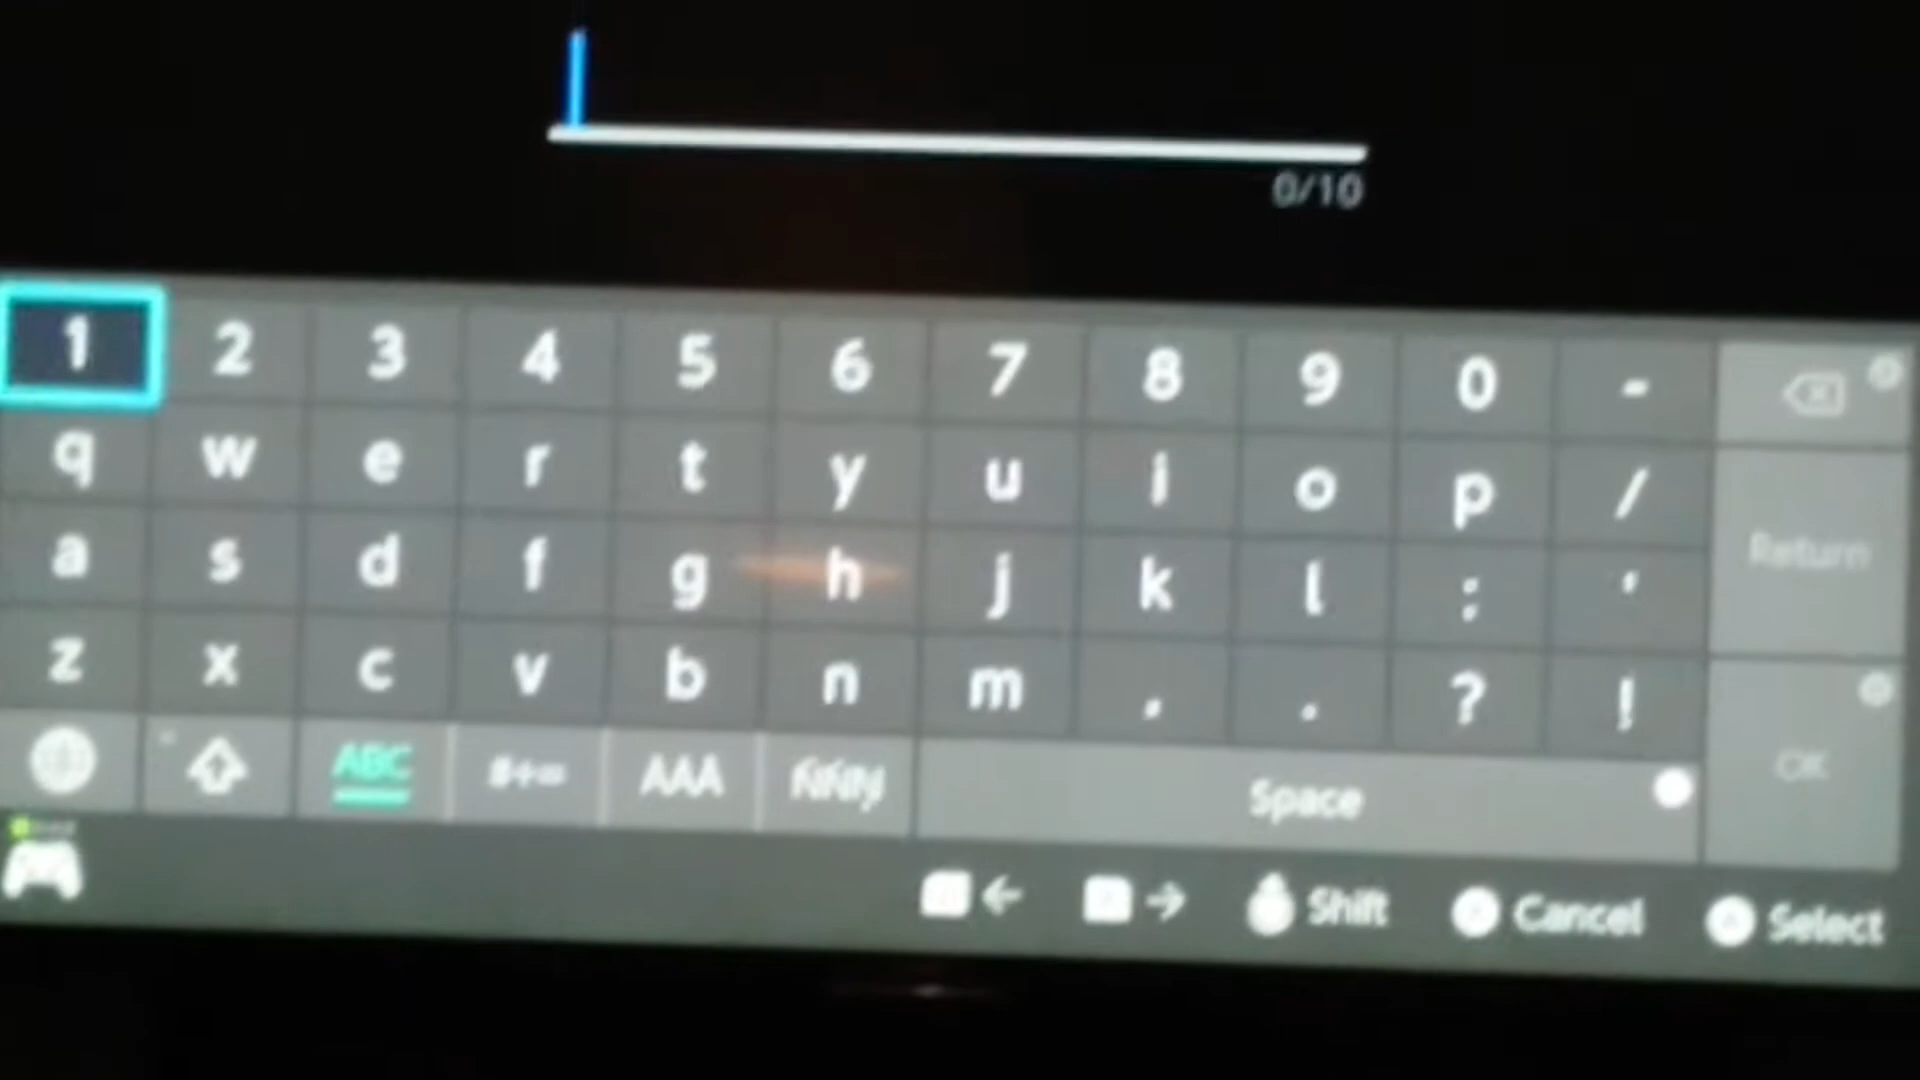 0/10
1 2 3 4 5 6 7 8 9 0 -
q w e r t y u i o p /
Return
a s d f g h j k l : '
z x c v b n m , . ? !
OK
ABC #+= AAA Space
← → Shift Cancel Select